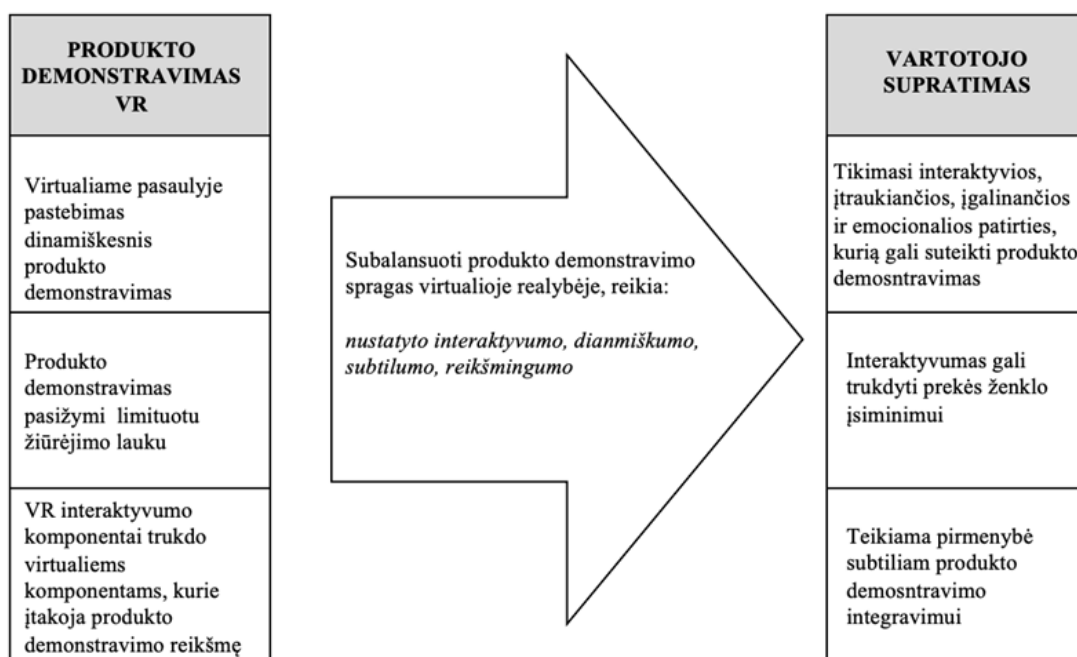 PRODUKTO
DEMONSTRAVIMAS
VR
Virtualiame pasaulyje
pastebimas
dinamiškesnis
produkto
demonstravimas
Produkto
demonstravimas
pasižymi limituotu
žiūrėjimo lauku
VR interaktyvumo
komponentai trukdo
virtualiems
komponentams, kurie
įtakoja produkto
demonstravimo reikšmę
Subalansuoti produkto demonstravimo
spragas virtualioje realybėje, reikia:
nustatyto interaktyvumo, dianmiškumo,
subtilumo, reikšmingumo
VARTOTOJO
SUPRATIMAS
Tikimasi interaktyvios,
įtraukiančios, įgalinančios
ir emocionalios patirties,
kurią gali suteikti produkto
demosntravimas
Interaktyvumas gali
trukdyti prekės ženklo
įsiminimui
Teikiama pirmenybė
subtiliam produkto
demosntravimo
integravimui